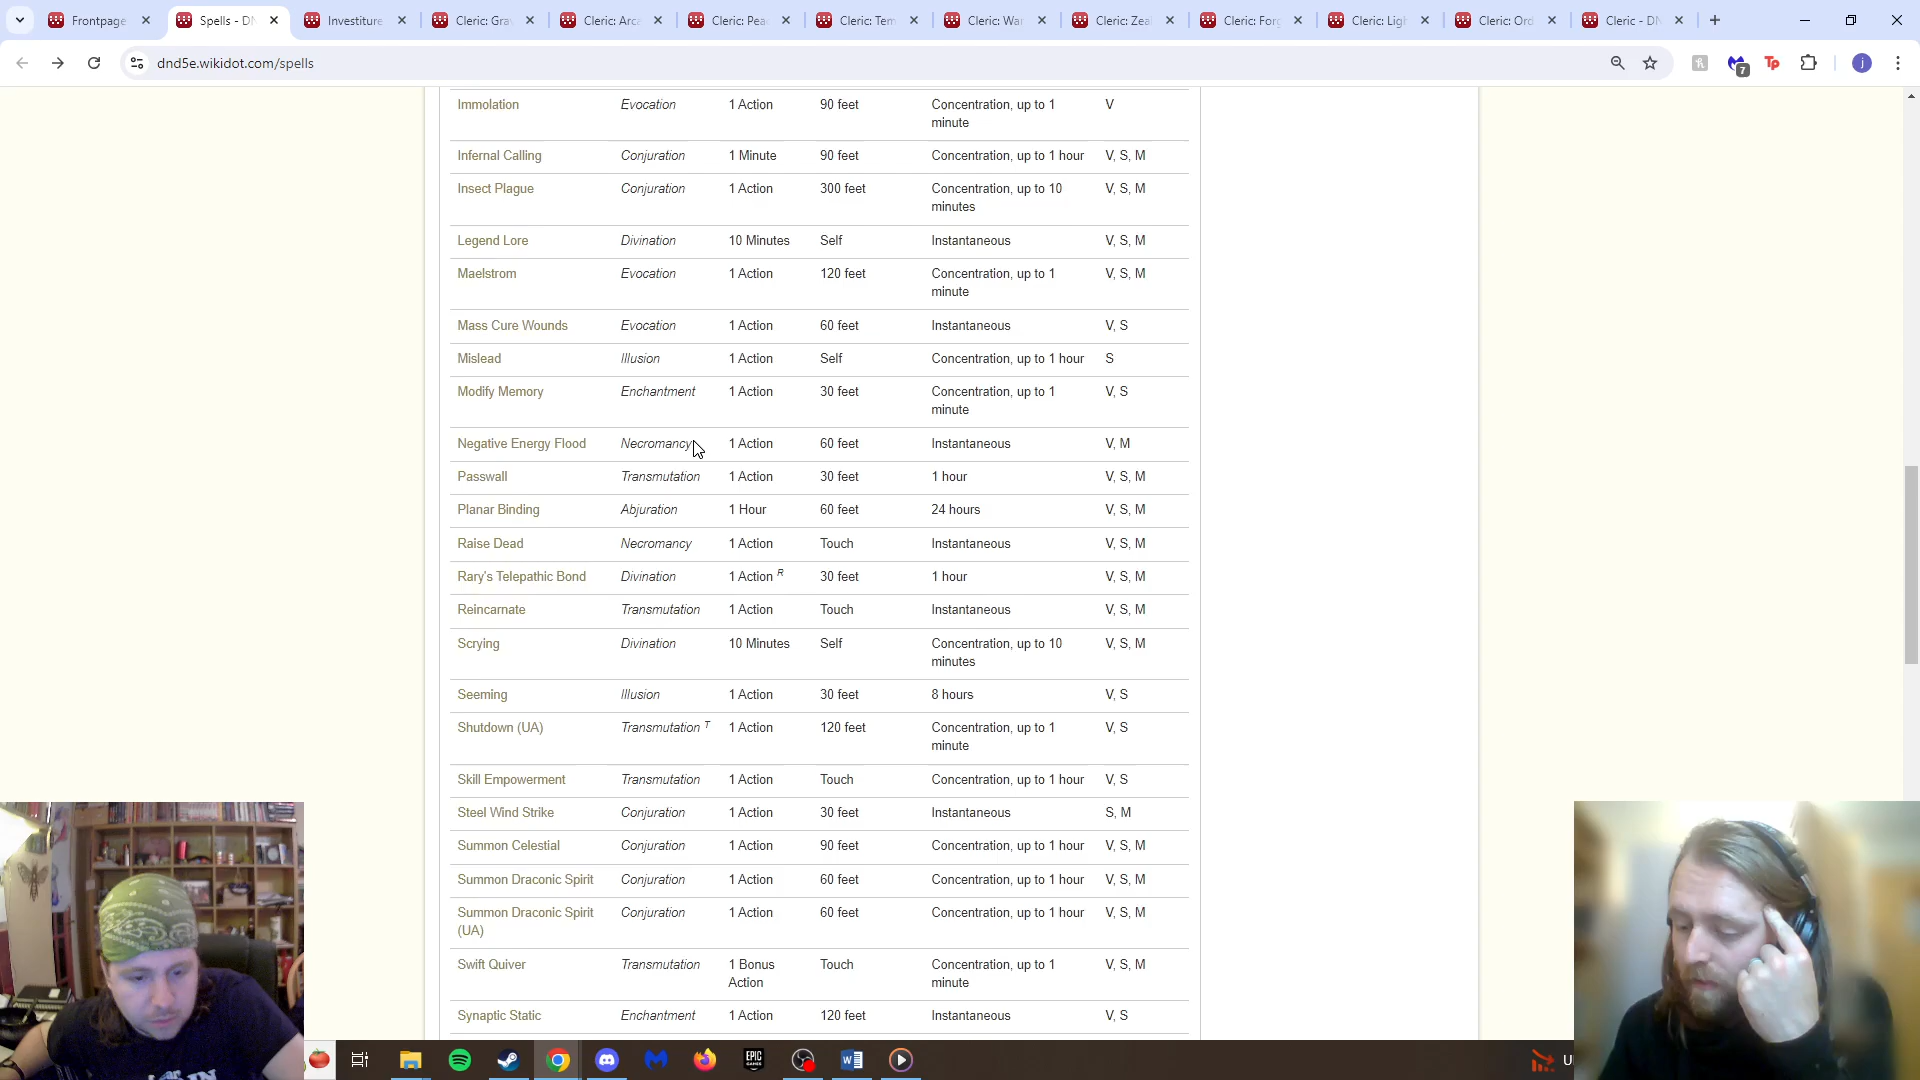 Frontpage
Spells - DN
Investiture
Cleric: Gra
Cleric: Arca
Cleric: Peac
Cleric: Tem
Cleric: War
Cleric: Zeal
Cleric: Forg
Cleric: Ligh
Cleric: Ord
Cleric - DN
dnd5e.wikidot.com/spells
7
Tp
j
Immolation Evocation 1 Action 90 feet Concentration, up to 1 V
minute
Infernal Calling Conjuration 1 Minute 90 feet Concentration, up to 1 hour V, S, M
Insect Plague Conjuration 1 Action 300 feet Concentration, up to 10 V, S, M
minutes
Legend Lore Divination 10 Minutes Self Instantaneous V, S, M
Maelstrom Evocation 1 Action 120 feet Concentration, up to 1 V, S, M
minute
Mass Cure Wounds Evocation 1 Action 60 feet Instantaneous V, S
Mislead Illusion 1 Action Self Concentration, up to 1 hour S
Modify Memory Enchantment 1 Action 30 feet Concentration, up to 1 V, S
minute
Negative Energy Flood Necromancy 1 Action 60 feet Instantaneous V, M
Passwall Transmutation 1 Action 30 feet 1 hour V, S, M
Planar Binding Abjuration 1 Hour 60 feet 24 hours V, S, M
Raise Dead Necromancy 1 Action Touch Instantaneous V, S, M
Rary's Telepathic Bond Divination 1 Action R 30 feet 1 hour V, S, M
Reincarnate Transmutation 1 Action Touch Instantaneous V, S, M
Scrying Divination 10 Minutes Self Concentration, up to 10 V, S, M
minutes
Seeming Illusion 1 Action 30 feet 8 hours V, S
Shutdown (UA) Transmutation T 1 Action 120 feet Concentration, up to 1 V, S
minute
Skill Empowerment Transmutation 1 Action Touch Concentration, up to 1 hour V, S
Steel Wind Strike Conjuration 1 Action 30 feet Instantaneous S, M
Summon Celestial Conjuration 1 Action 90 feet Concentration, up to 1 hour V, S, M
Summon Draconic Spirit Conjuration 1 Action 60 feet Concentration, up to 1 hour V, S, M
Summon Draconic Spirit Conjuration 1 Action 60 feet Concentration, up to 1 hour V, S, M
(UA)
Swift Quiver Transmutation 1 Bonus Touch Concentration, up to 1 V, S, M
Action minute
Synaptic Static Enchantment 1 Action 120 feet Instantaneous V, S
EPIC
GAMES
W
U